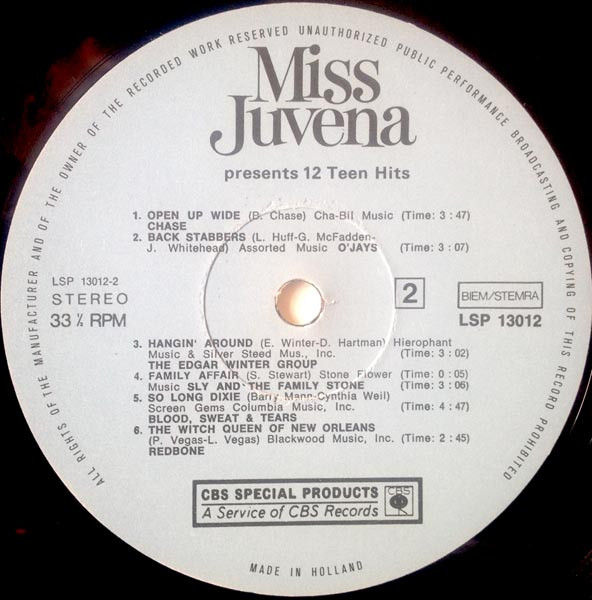 ALL RIGHTS OF THE MANUFACTURER AND OF THE OWNER OF THE RECORDED WORK RESERVED UNAUTHORIZED PUBLIC PERFORMANCE BROADCASTING AND COPYING OF THIS RECORD PROHIBITED
Miss
Juvena
presents 12 Teen Hits
1. OPEN UP WIDE (B. Chase) Cha-Bil Music (Time: 3 : 47)
CHASE
2. BACK STABBERS (L. Huff-G. McFadden-
J. Whitehead) Assorted Music O'JAYS (Time: 3 : 07)
LSP 13012-2
STEREO
33 ⅓ RPM
2
BIEM/STEMRA
LSP 13012
3. HANGIN' AROUND (E. Winter-D. Hartman) Hierophant
Music & Silver Steed Mus., Inc. (Time: 3 : 02)
THE EDGAR WINTER GROUP
4. FAMILY AFFAIR (S. Stewart) Stone Flower (Time: 0 : 05)
Music SLY AND THE FAMILY STONE (Time: 3 : 06)
5. SO LONG DIXIE (Barry Mann-Cynthia Weil)
Screen Gems Columbia Music, Inc. (Time: 4 : 47)
BLOOD, SWEAT & TEARS
6. THE WITCH QUEEN OF NEW ORLEANS
(P. Vegas-L. Vegas) Blackwood Music, Inc. (Time: 2 : 45)
REDBONE
CBS SPECIAL PRODUCTS
A Service of CBS Records
CBS
MADE IN HOLLAND